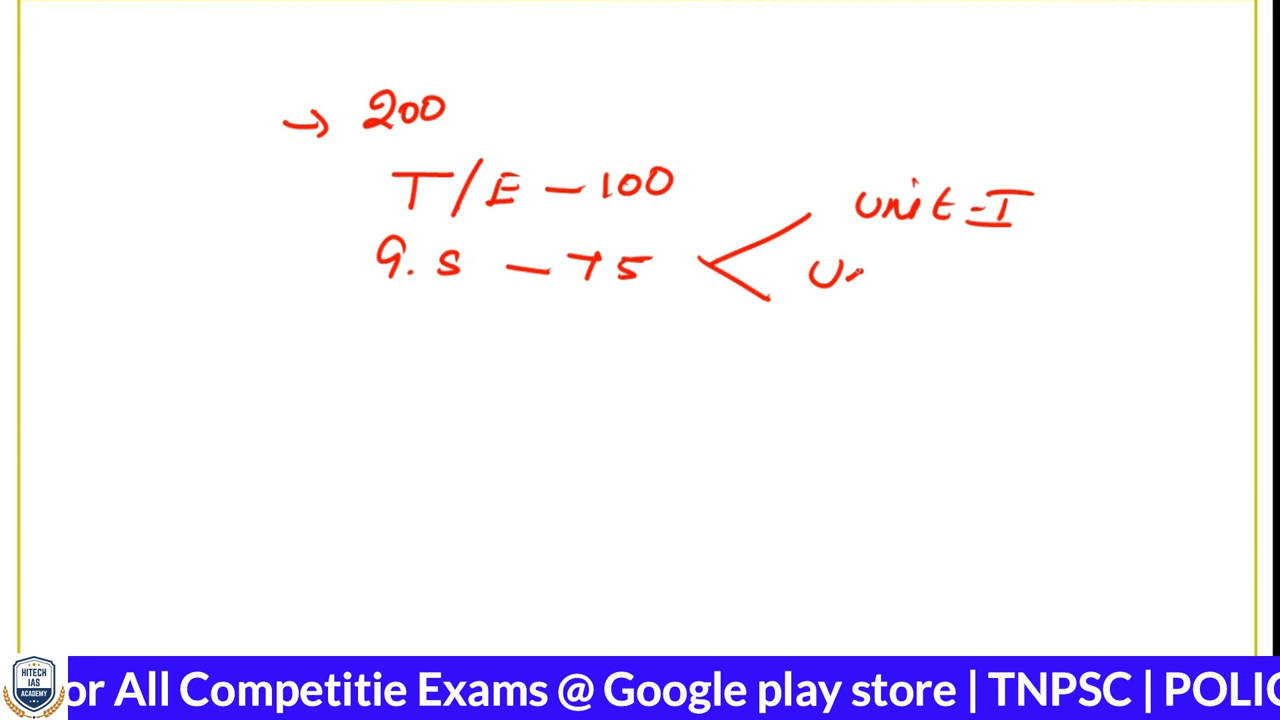 → 200
T/E - 100
G.S - 75
Unit - I
U
HITECH
IAS
ACADEMY
or All Competitie Exams @ Google play store | TNPSC | POLIC